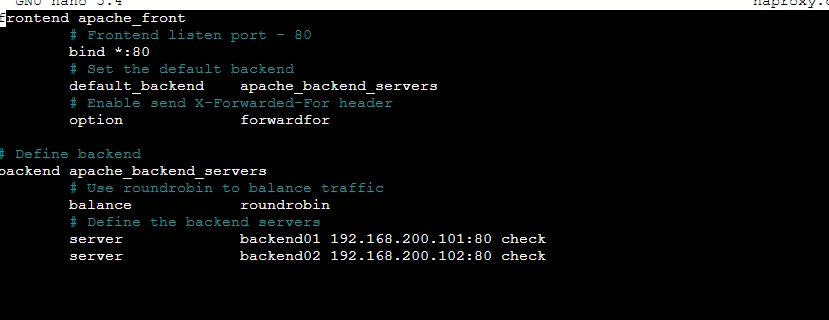 GNU nano 5.4 haproxy.
frontend apache_front
# Frontend listen port - 80
bind *:80
# Set the default backend
default_backend apache_backend_servers
# Enable send X-Forwarded-For header
option forwardfor
# Define backend
backend apache_backend_servers
# Use roundrobin to balance traffic
balance roundrobin
# Define the backend servers
server backend01 192.168.200.101:80 check
server backend02 192.168.200.102:80 check